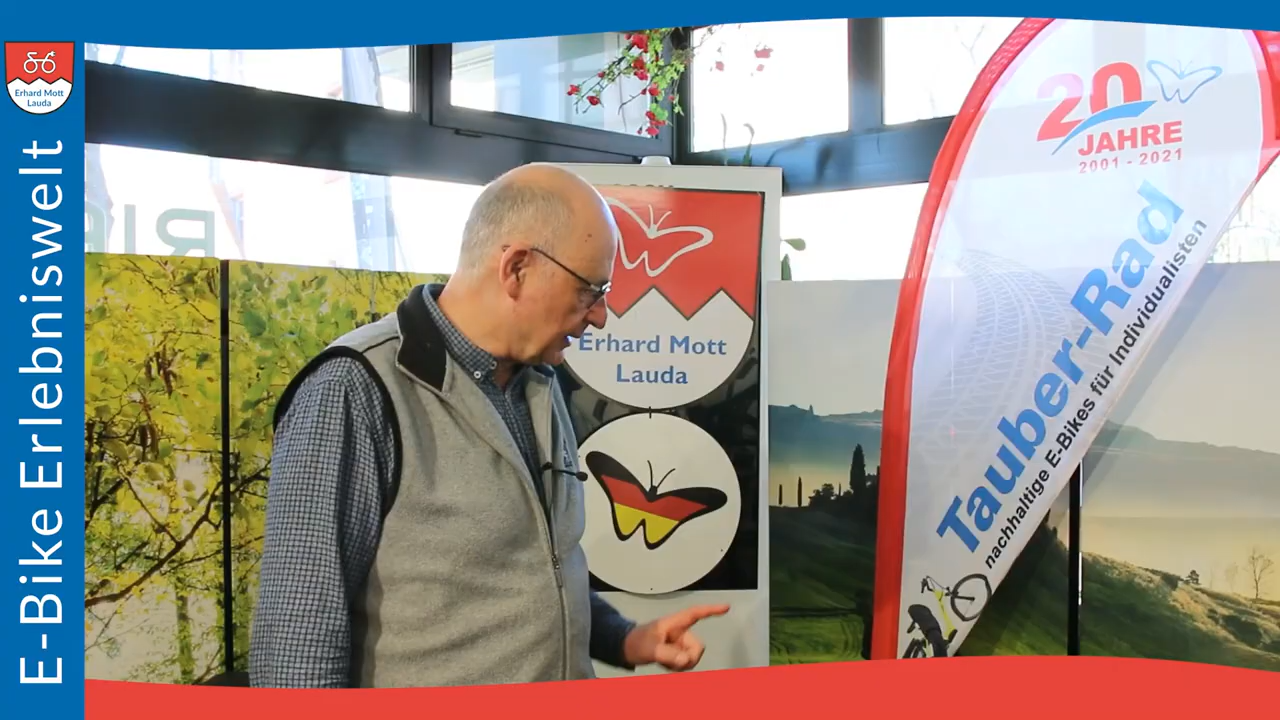 Erhard Mott
Lauda
E-Bike Erlebniswelt
Erhard Mott
Lauda
20
JAHRE
2001 - 2021
Tauber-Rad
nachhaltige E-Bikes für Individualisten